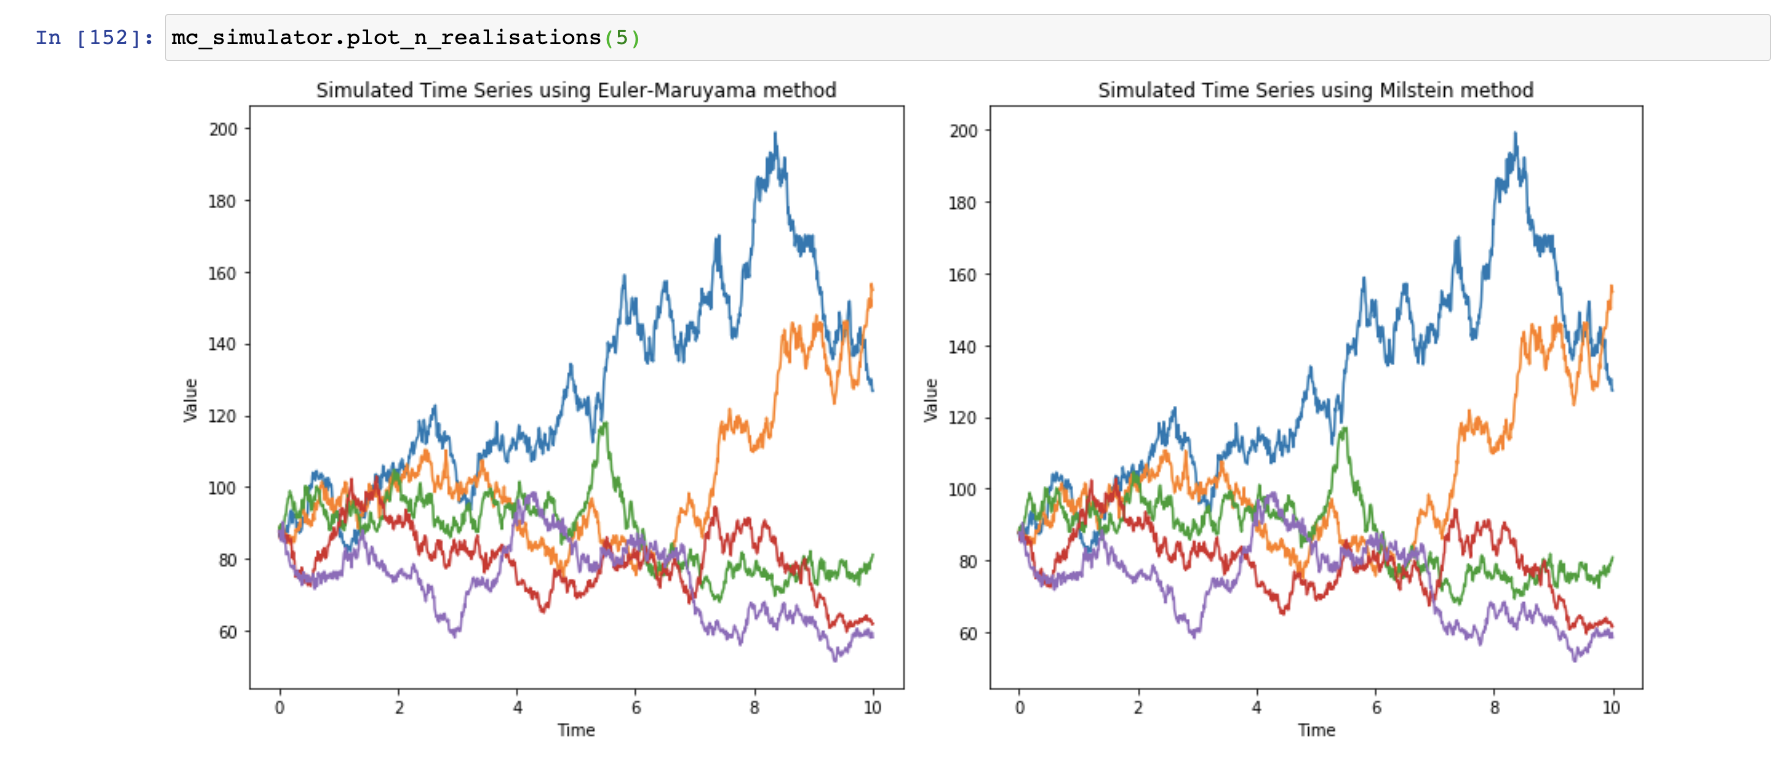 In [152]: mc_simulator.plot_n_realisations(5)
Simulated Time Series using Euler-Maruyama method
200
180
160
140
120
100
80
60
Value
0 2 4 6 8 10
Time
Simulated Time Series using Milstein method
200
180
160
140
120
100
80
60
Value
0 2 4 6 8 10
Time